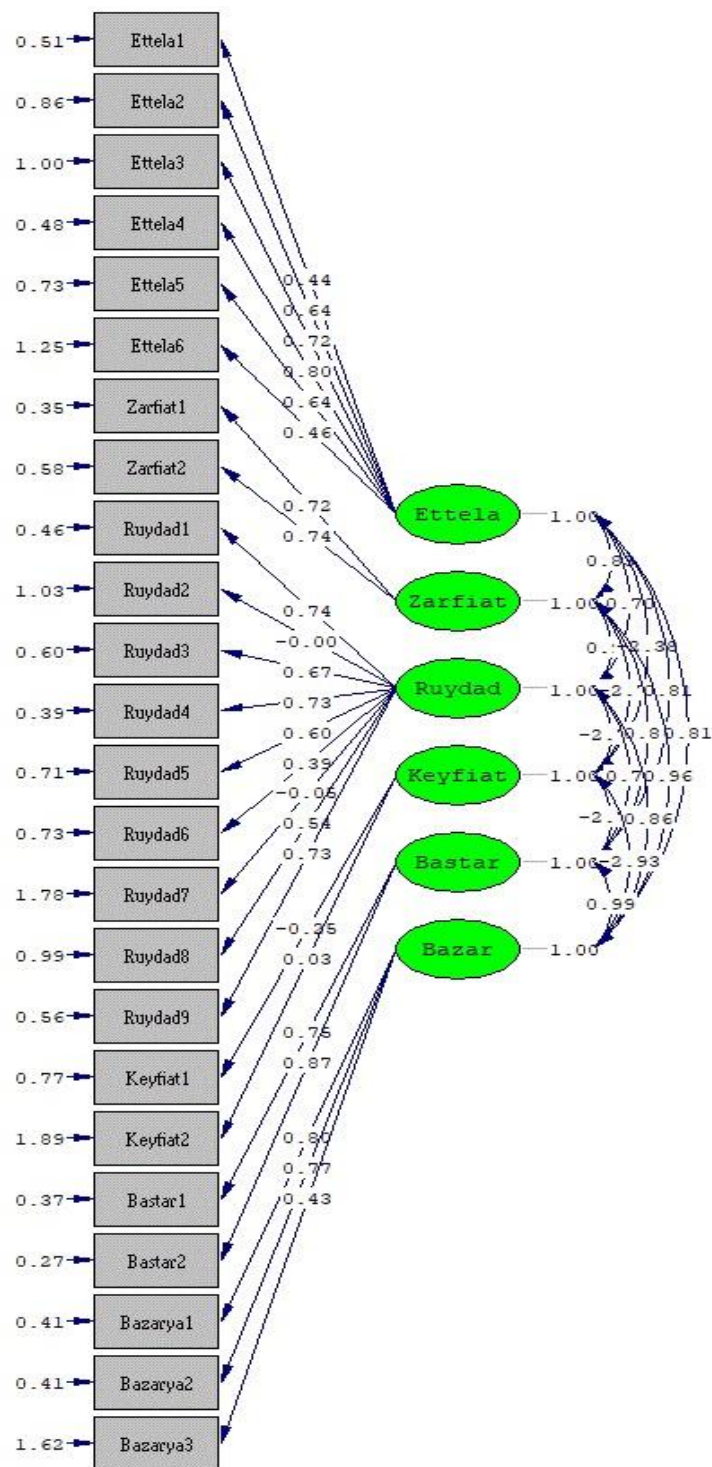 0.51 Ettela1
0.86 Ettela2
1.00 Ettela3
0.48 Ettela4
0.73 Ettela5
1.25 Ettela6
0.35 Zarfiat1
0.58 Zarfiat2
0.46 Ruydad1
1.03 Ruydad2
0.60 Ruydad3
0.39 Ruydad4
0.71 Ruydad5
0.73 Ruydad6
1.78 Ruydad7
0.99 Ruydad8
0.56 Ruydad9
0.77 Keyfiat1
1.89 Keyfiat2
0.37 Bastar1
0.27 Bastar2
0.41 Bazarya1
0.41 Bazarya2
1.62 Bazarya3
0.44
0.64
0.72
0.80
0.64
0.46
0.72
0.74
0.74
-0.00
0.67
0.73
0.60
0.39
-0.05
0.54
0.73
0.03
0.75
0.87
0.80
0.77
0.43
Ettela 1.00
Zarfiat 1.00
Ruydad 1.00
Keyfiat 1.00
Bastar 1.00
Bazar 1.00
0.70
-2.38
0.81
0.81
0.96
0.86
-2.93
0.99